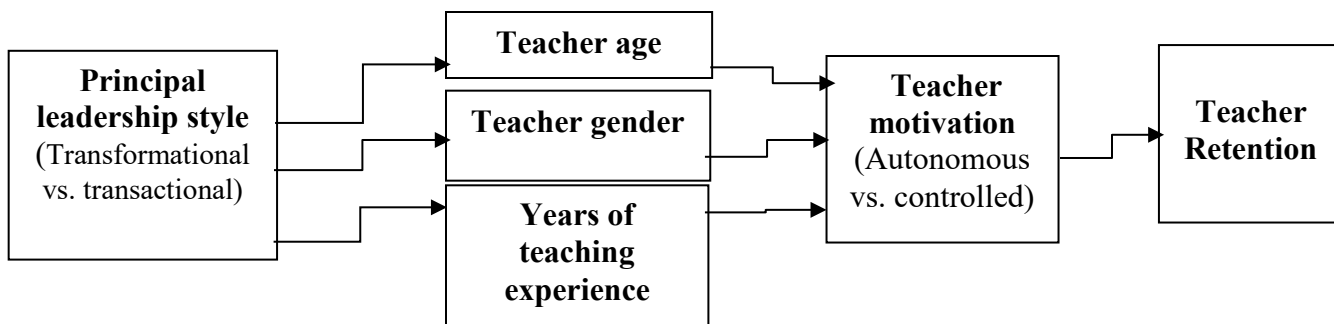 Principal
leadership style
(Transformational
vs. transactional)
Teacher age
Teacher gender
Years of
teaching
experience
Teacher
motivation
(Autonomous
vs. controlled)
Teacher
Retention